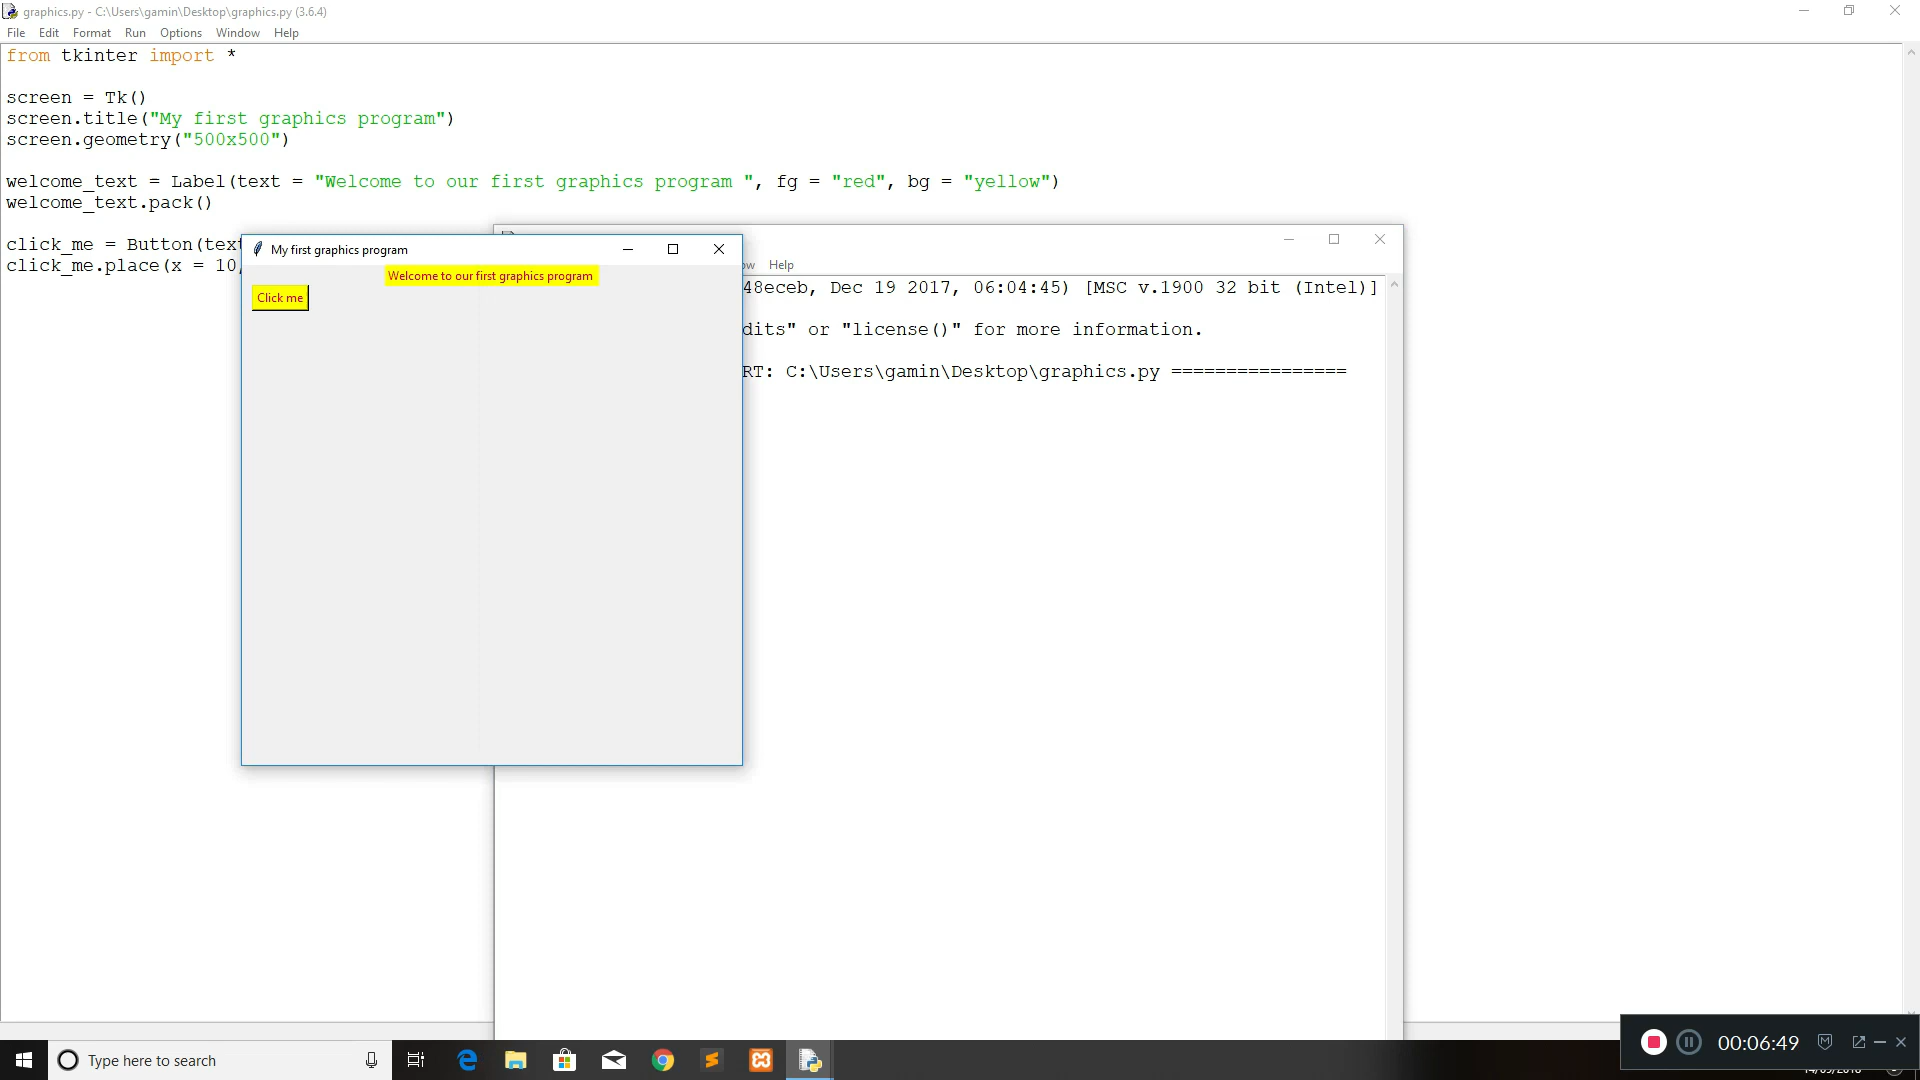 graphics.py - C:\Users\gamin\Desktop\graphics.py (3.6.4)
File Edit Format Run Options Window Help
from tkinter import *
screen = Tk()
screen.title("My first graphics program")
screen.geometry("500x500")
welcome_text = Label(text = "Welcome to our first graphics program ", fg = "red", bg = "yellow")
welcome_text.pack()
click_me = Button(text
click_me.place(x = 10,
My first graphics program
Welcome to our first graphics program
Click me
ow Help
48eceb, Dec 19 2017, 06:04:45) [MSC v.1900 32 bit (Intel)]
dits" or "license()" for more information.
RT: C:\Users\gamin\Desktop\graphics.py ================
Type here to search
00:06:49